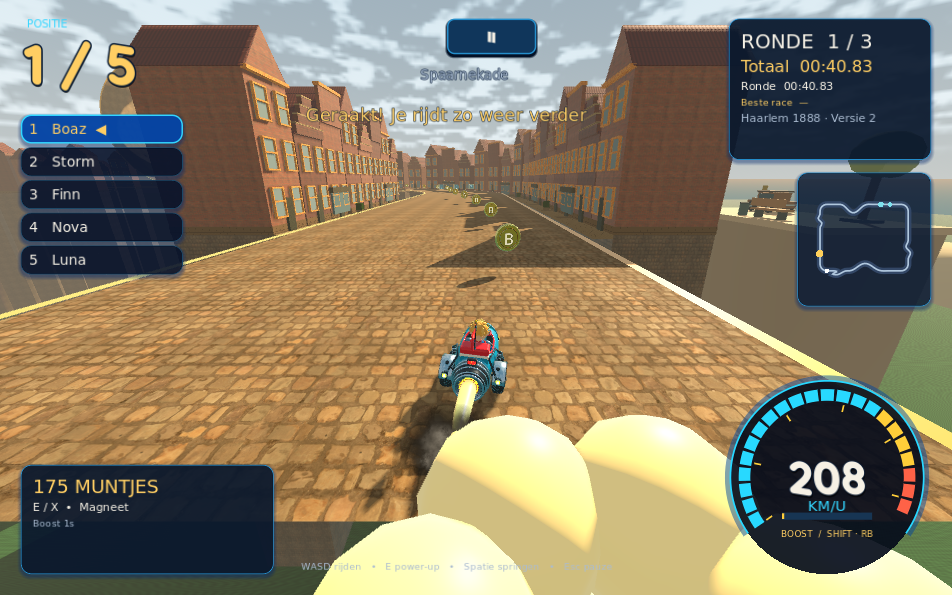 POSITIE
1/5
1 Boaz ◀
2 Storm
3 Finn
4 Nova
5 Luna
Spaarnekade
Geraakt! Je rijdt zo weer verder
RONDE 1 / 3
Totaal 00:40.83
Ronde 00:40.83
Beste race —
Haarlem 1888 · Versie 2
B
175 MUNTJES
E / X • Magneet
Boost 1s
208
KM/U
BOOST / SHIFT · RB
WASD rijden • E power-up • Spatie